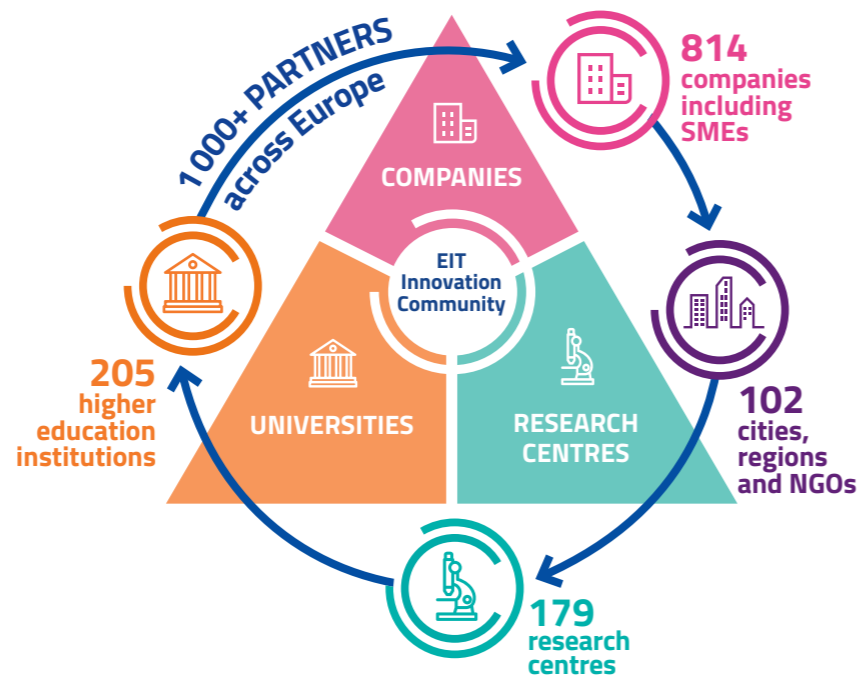 1000+ PARTNERS
across Europe
814
companies
including
SMEs
COMPANIES
EIT
Innovation
Community
205
higher
education
institutions
UNIVERSITIES
RESEARCH
CENTRES
102
cities,
regions
and NGOs
179
research
centres